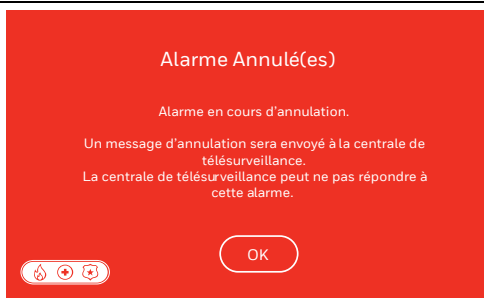 Alarme Annulé(es)
Alarme en cours d'annulation.
Un message d'annulation sera envoyé à la centrale de
télésurveillance.
La centrale de télésurveillance peut ne pas répondre à
cette alarme.
OK